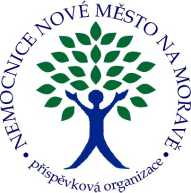 • NEMOCNICE NOVÉ MĚSTO NA MORAVĚ •
příspěvková organizace